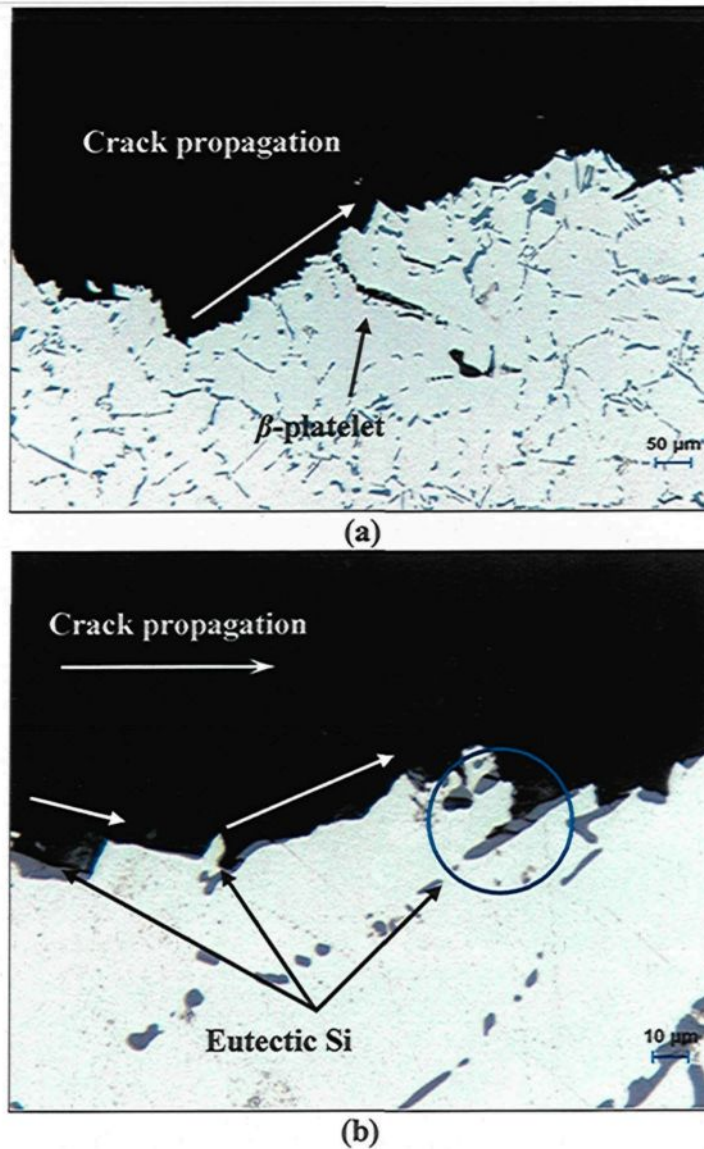 Crack propagation
β-platelet
50 μm
(a)
Crack propagation
Eutectic Si
10 μm
(b)